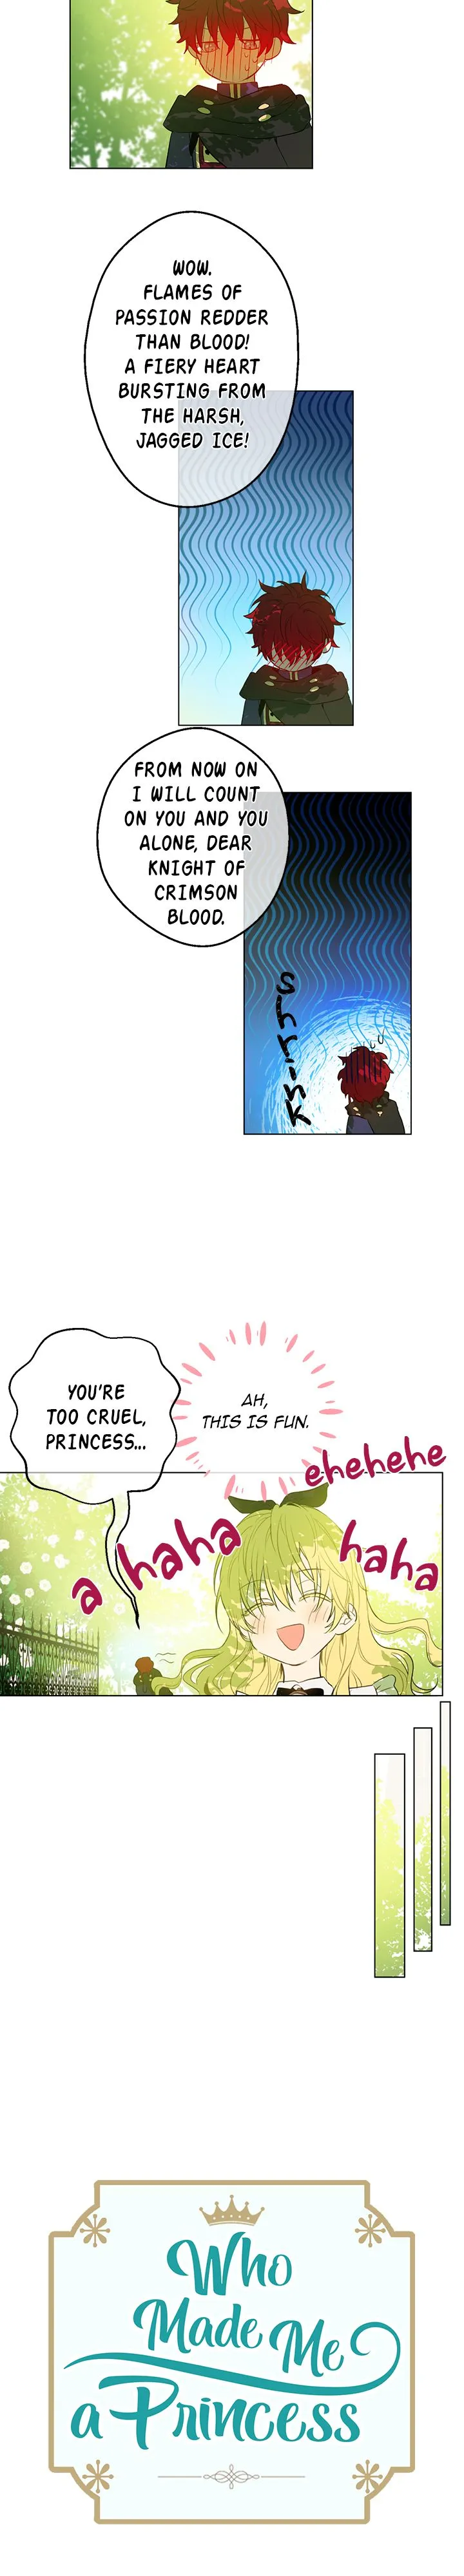 WOW.
FLAMES OF
PASSION REDDER
THAN BLOOD!
A FIERY HEART
BURSTING FROM
THE HARSH,
JAGGED ICE!
FROM NOW ON
I WILL COUNT
ON YOU AND YOU
ALONE, DEAR
KNIGHT OF
CRIMSON
BLOOD.
shrink
YOU'RE
TOO CRUEL,
PRINCESS...
AH,
THIS IS FUN.
ehehehe
a haha
haha
Who
Made Me
a Princess